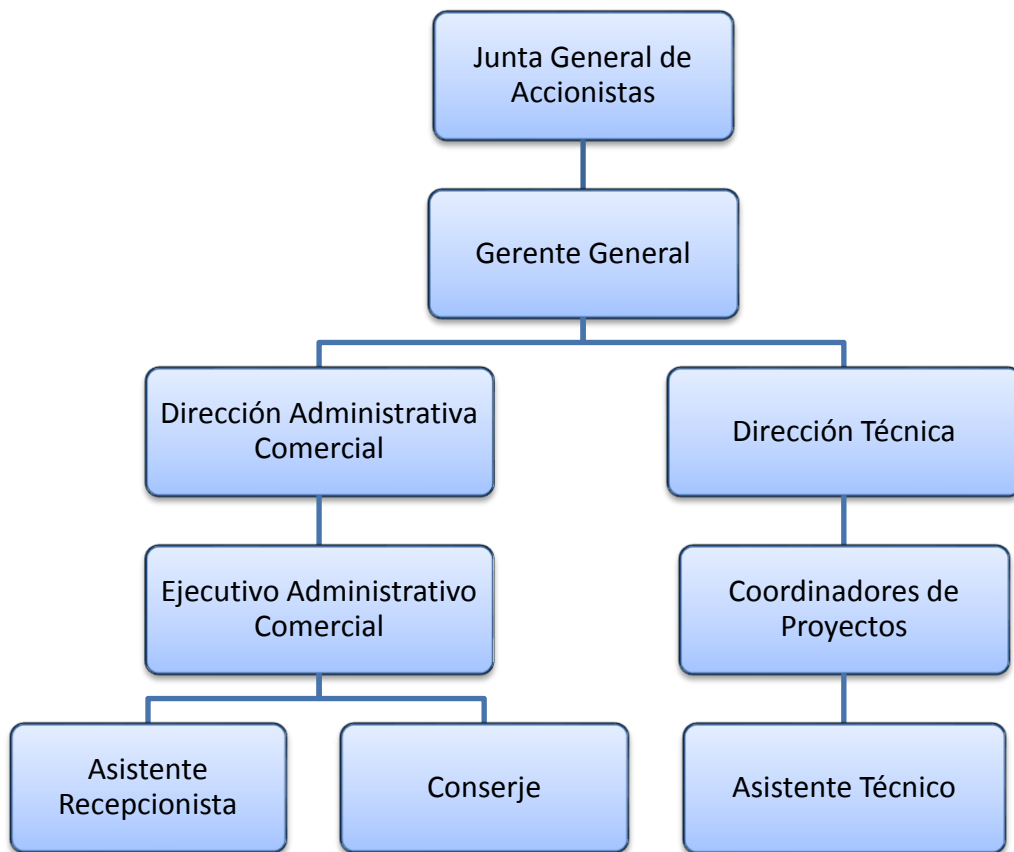 Junta General de
Accionistas
Gerente General
Dirección Administrativa
Comercial
Dirección Técnica
Ejecutivo Administrativo
Comercial
Coordinadores de
Proyectos
Asistente
Recepcionista
Conserje
Asistente Técnico